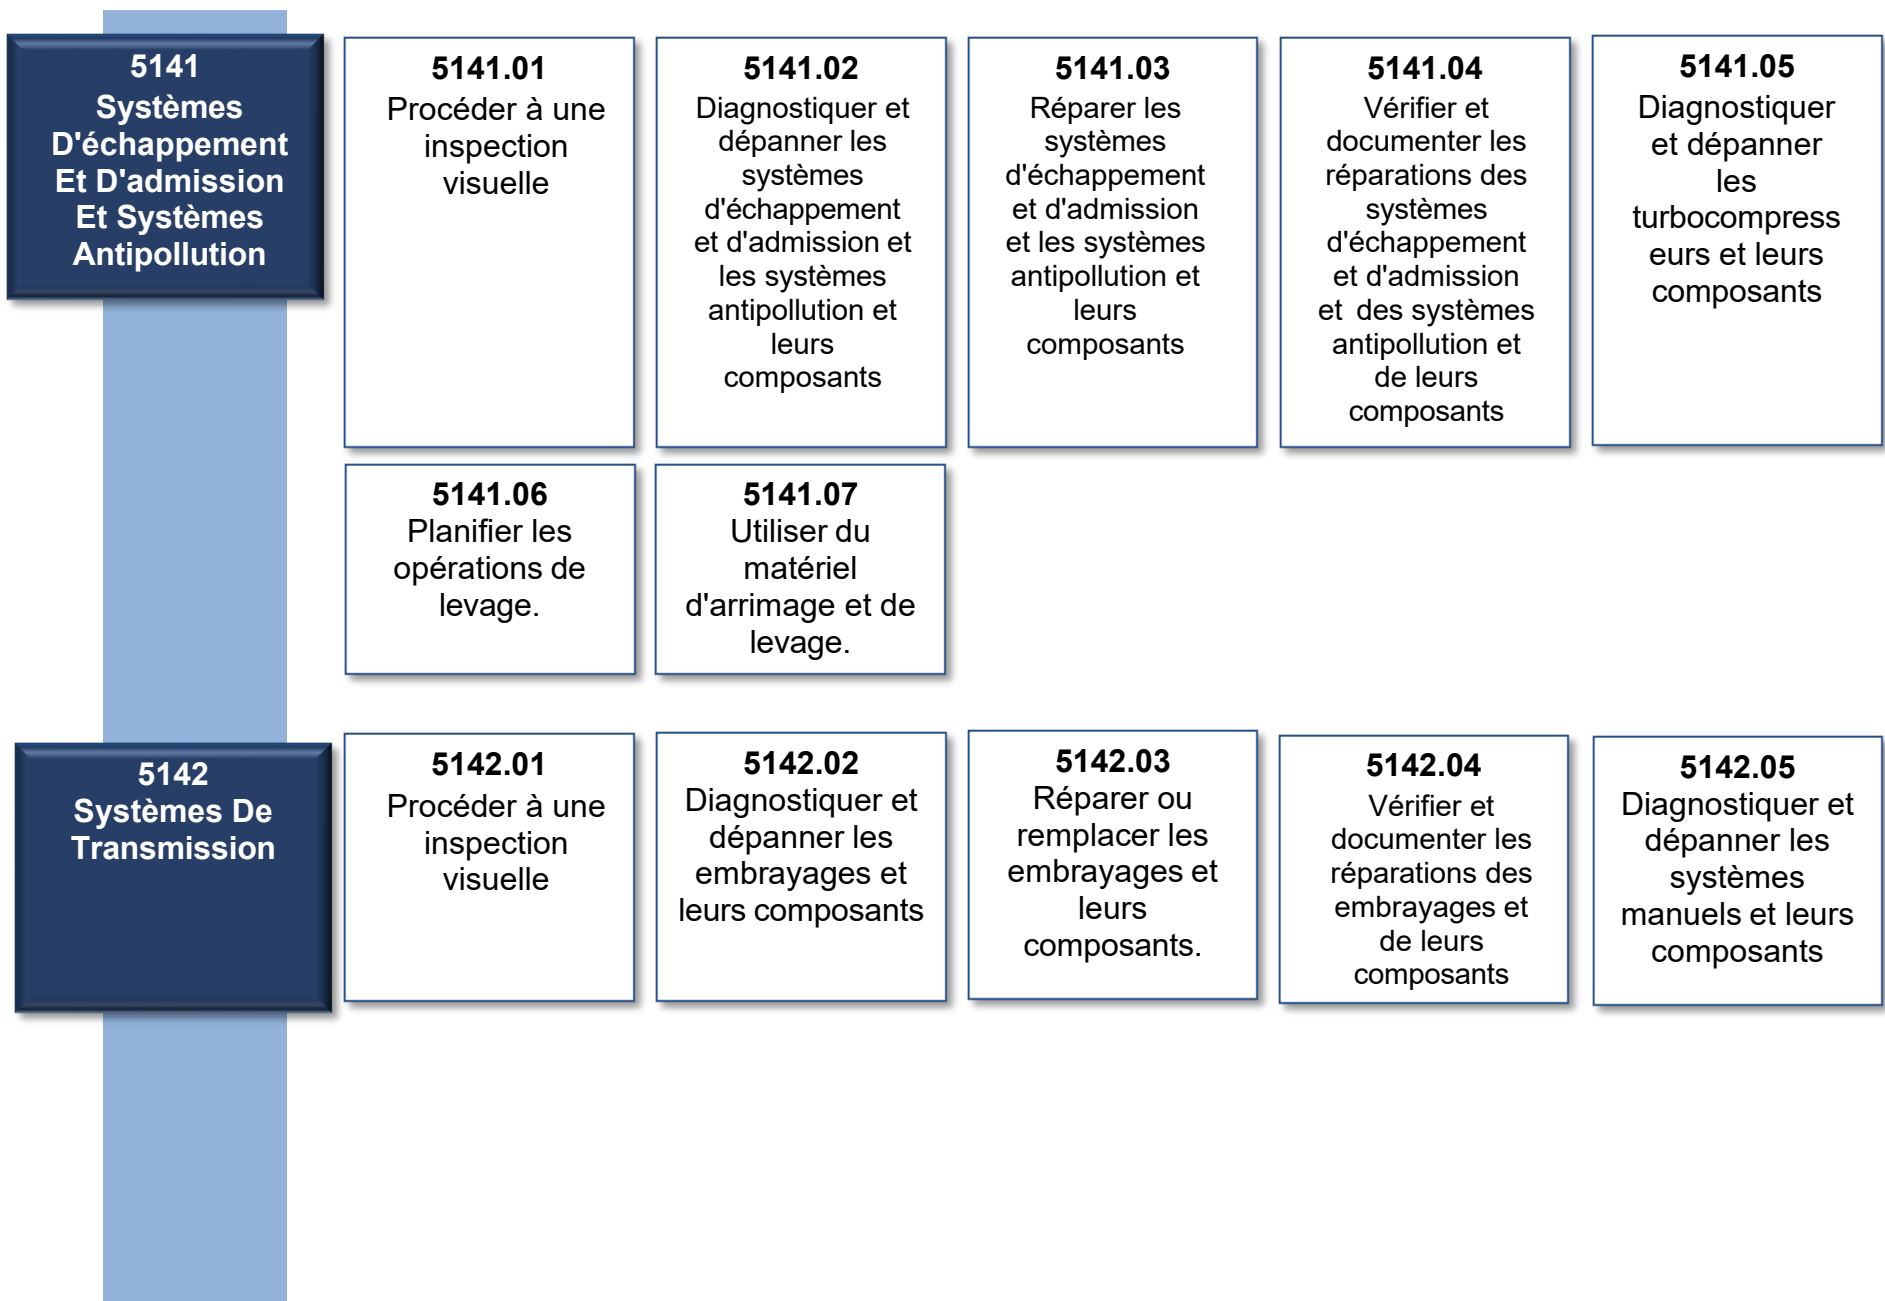 5141
Systèmes
D'échappement
Et D'admission
Et Systèmes
Antipollution
5141.01
Procéder à une
inspection
visuelle
5141.02
Diagnostiquer et
dépanner les
systèmes
d'échappement
et d'admission et
les systèmes
antipollution et
leurs
composants
5141.03
Réparer les
systèmes
d'échappement
et d'admission
et les systèmes
antipollution et
leurs
composants
5141.04
Vérifier et
documenter les
réparations des
systèmes
d'échappement
et d'admission
et  des systèmes
antipollution et
de leurs
composants
5141.05
Diagnostiquer
et dépanner
les
turbocompress
eurs et leurs
composants
5141.06
Planifier les
opérations de
levage.
5141.07
Utiliser du
matériel
d'arrimage et de
levage.
5142
Systèmes De
Transmission
5142.01
Procéder à une
inspection
visuelle
5142.02
Diagnostiquer et
dépanner les
embrayages et
leurs composants
5142.03
Réparer ou
remplacer les
embrayages et
leurs
composants.
5142.04
Vérifier et
documenter les
réparations des
embrayages et
de leurs
composants
5142.05
Diagnostiquer et
dépanner les
systèmes
manuels et leurs
composants